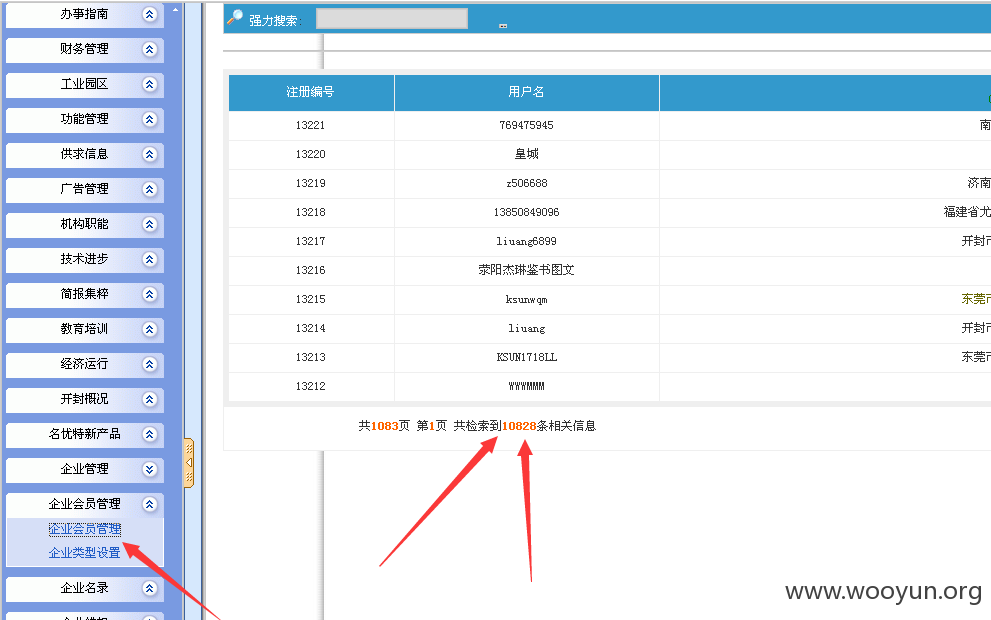 办事指南
财务管理
工业园区
功能管理
供求信息
广告管理
机构职能
技术进步
简报集粹
教育培训
经济运行
开封概况
名优特新产品
企业管理
企业会员管理
企业会员管理
企业类型设置
企业名录
强力搜索:
注册编号 用户名
13221 769475945 南
13220 皇城
13219 z506688 济南
13218 13850849096 福建省尤
13217 liuang6899 开封市
13216 荥阳杰琳鉴书图文
13215 ksunwqm 东莞市
13214 liuang 开封市
13213 KSUN1718LL 东莞市
13212 WWWMMM
共1083页 第1页 共检索到10828条相关信息
www.wooyun.org